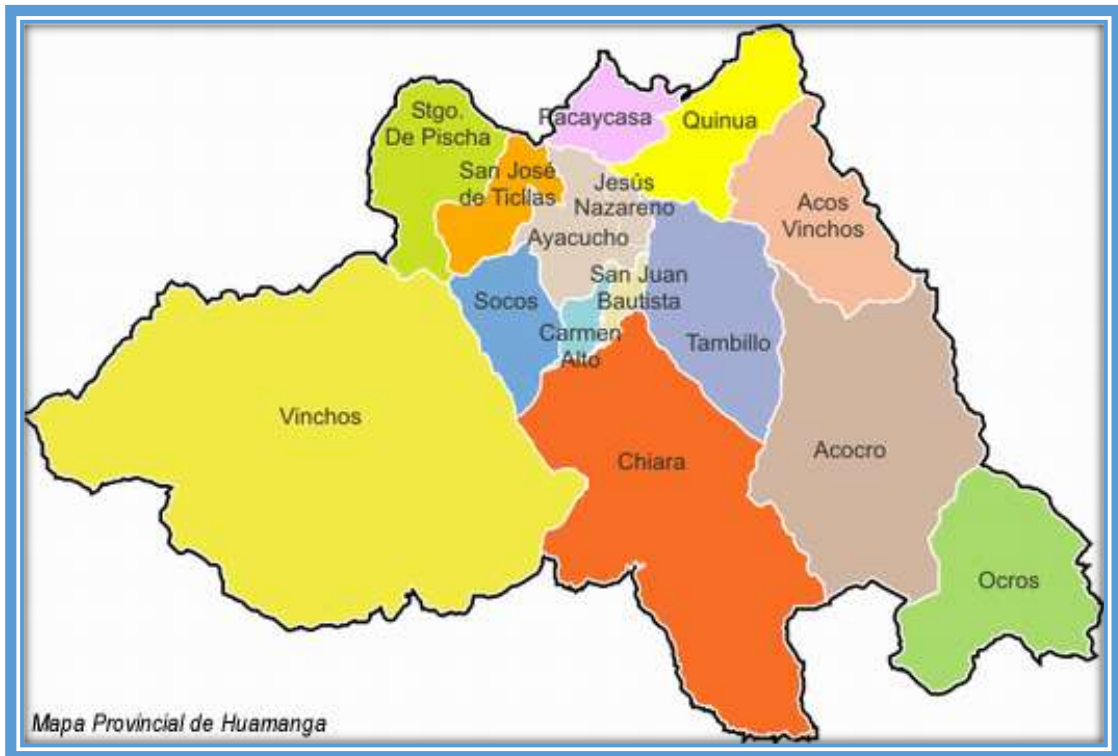 Stgo.
De Pischa
Pacaycasa
Quinua
San José
de Ticllas
Jesús
Nazareno
Acos
Vinchos
Ayacucho
San Juan
Bautista
Socos
Carmen
Alto
Tambillo
Vinchos
Chiara
Acocro
Ocros
Mapa Provincial de Huamanga